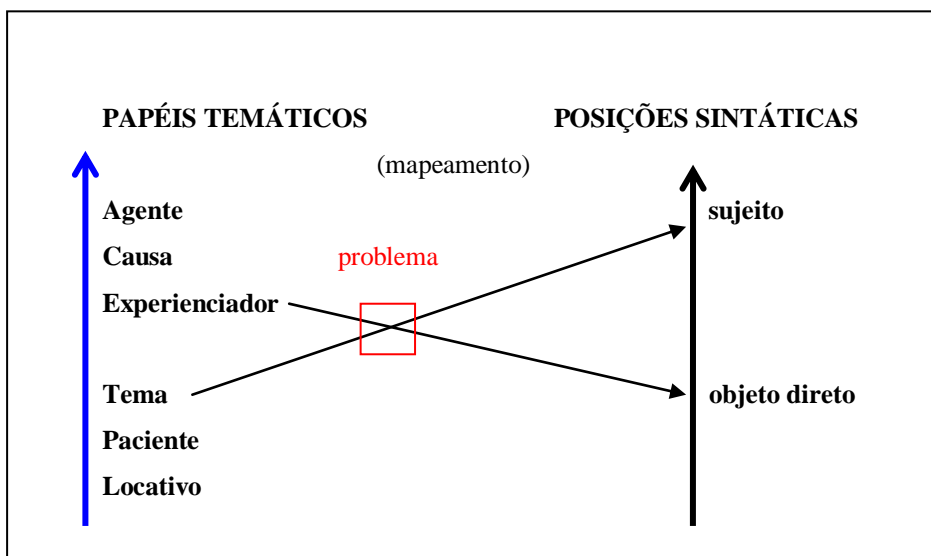 PAPÉIS TEMÁTICOS POSIÇÕES SINTÁTICAS
(mapeamento)
Agente sujeito
Causa problema
Experienciador
Tema objeto direto
Paciente
Locativo